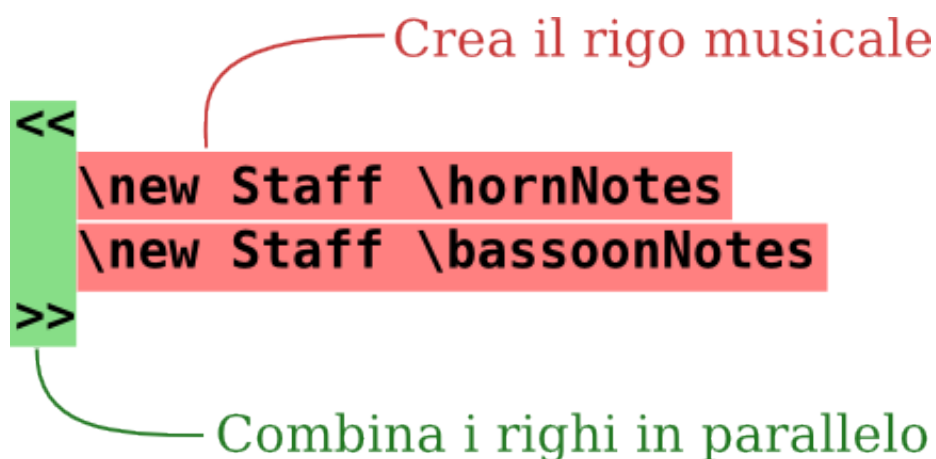 Crea il rigo musicale
<<
\new Staff \hornNotes
\new Staff \bassoonNotes
>>
Combina i righi in parallelo